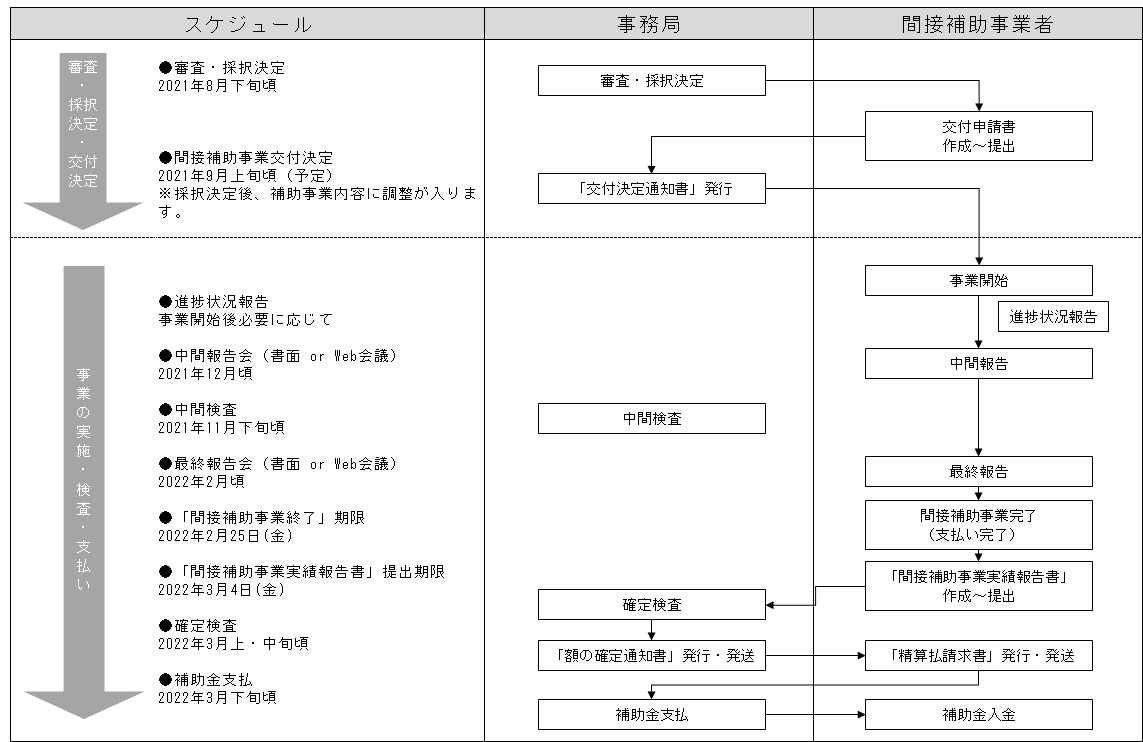 スケジュール
事務局
間接補助事業者
審査
・
採択
決定
・
交付
決定
●審査・採択決定
2021年8月下旬頃
●間接補助事業交付決定
2021年9月上旬頃（予定）
※採択決定後、補助事業内容に調整が入りま
す。
審査・採択決定
交付申請書
作成～提出
「交付決定通知書」発行
事業の実施・検査・支払い
●進捗状況報告
事業開始後必要に応じて
●中間報告会（書面 or Web会議）
2021年12月頃
●中間検査
2021年11月下旬頃
●最終報告会（書面 or Web会議）
2022年2月頃
●「間接補助事業終了」期限
2022年2月25日(金)
●「間接補助事業実績報告書」提出期限
2022年3月4日(金)
●確定検査
2022年3月上・中旬頃
●補助金支払
2022年3月下旬頃
事業開始
進捗状況報告
中間報告
中間検査
最終報告
間接補助事業完了
（支払い完了）
「間接補助事業実績報告書」
作成～提出
確定検査
「額の確定通知書」発行・発送
「精算払請求書」発行・発送
補助金支払
補助金入金